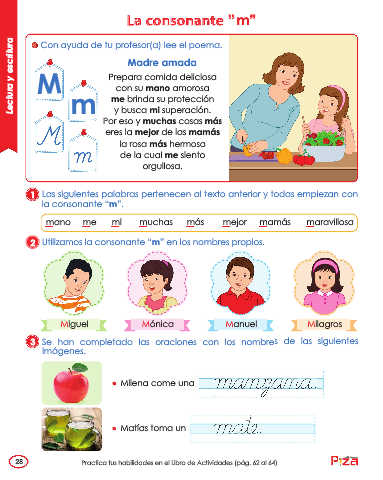 La consonante "m"
Lectura y escritura
Con ayuda de tu profesor(a) lee el poema.
M
m
M
m
Madre amada
Prepara comida deliciosa
con su mano amorosa
me brinda su protección
y busca mi superación.
Por eso y muchas cosas más
eres la mejor de las mamás
la rosa más hermosa
de la cual me siento
orgullosa.
1 Las siguientes palabras pertenecen al texto anterior y todas empiezan con
la consonante "m".
mano me mi muchas más mejor mamás maravillosa
2 Utilizamos la consonante "m" en los nombres propios.
Miguel Mónica Manuel Milagros
3 Se han completado las oraciones con los nombres de las siguientes
imágenes.
• Milena come una manzana.
• Matías toma un mate.
28
Practica tus habilidades en el Libro de Actividades (pág. 62 al 64)